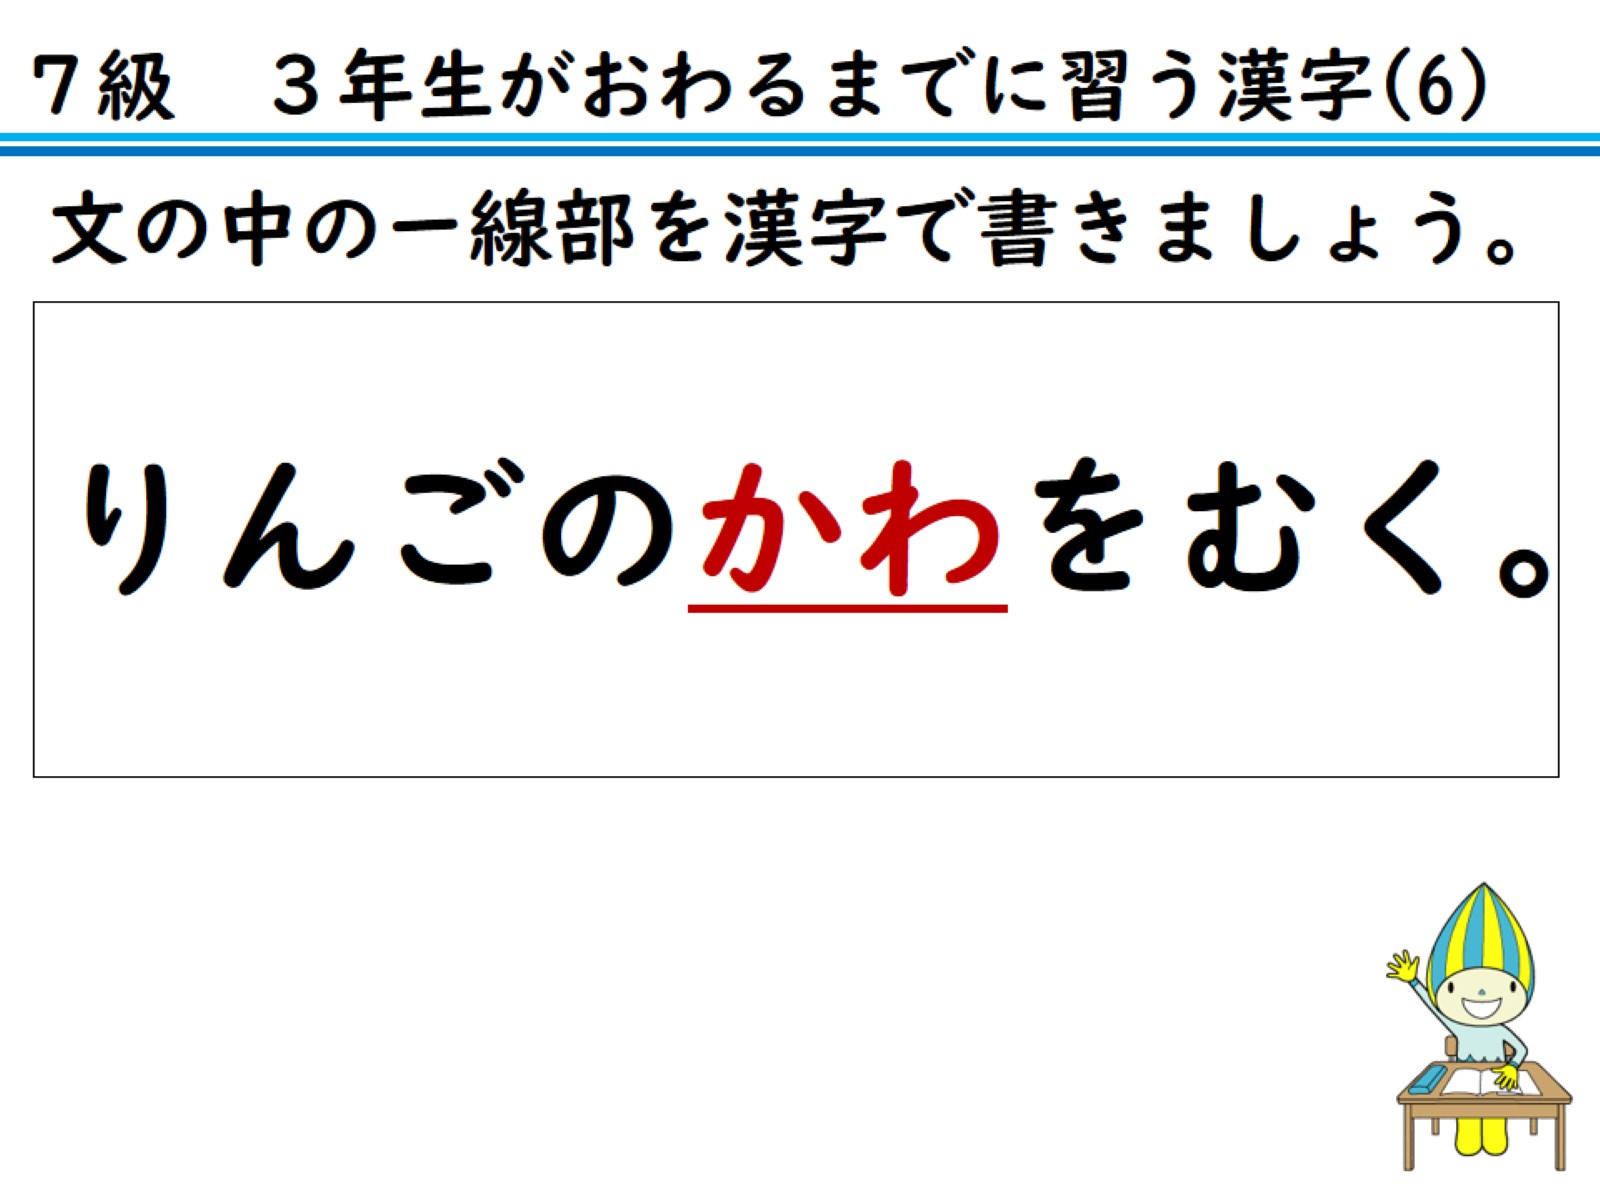 ７級　３年生がおわるまでに習う漢字(6)
文の中の一線部を漢字で書きましょう。
りんごのかわをむく。